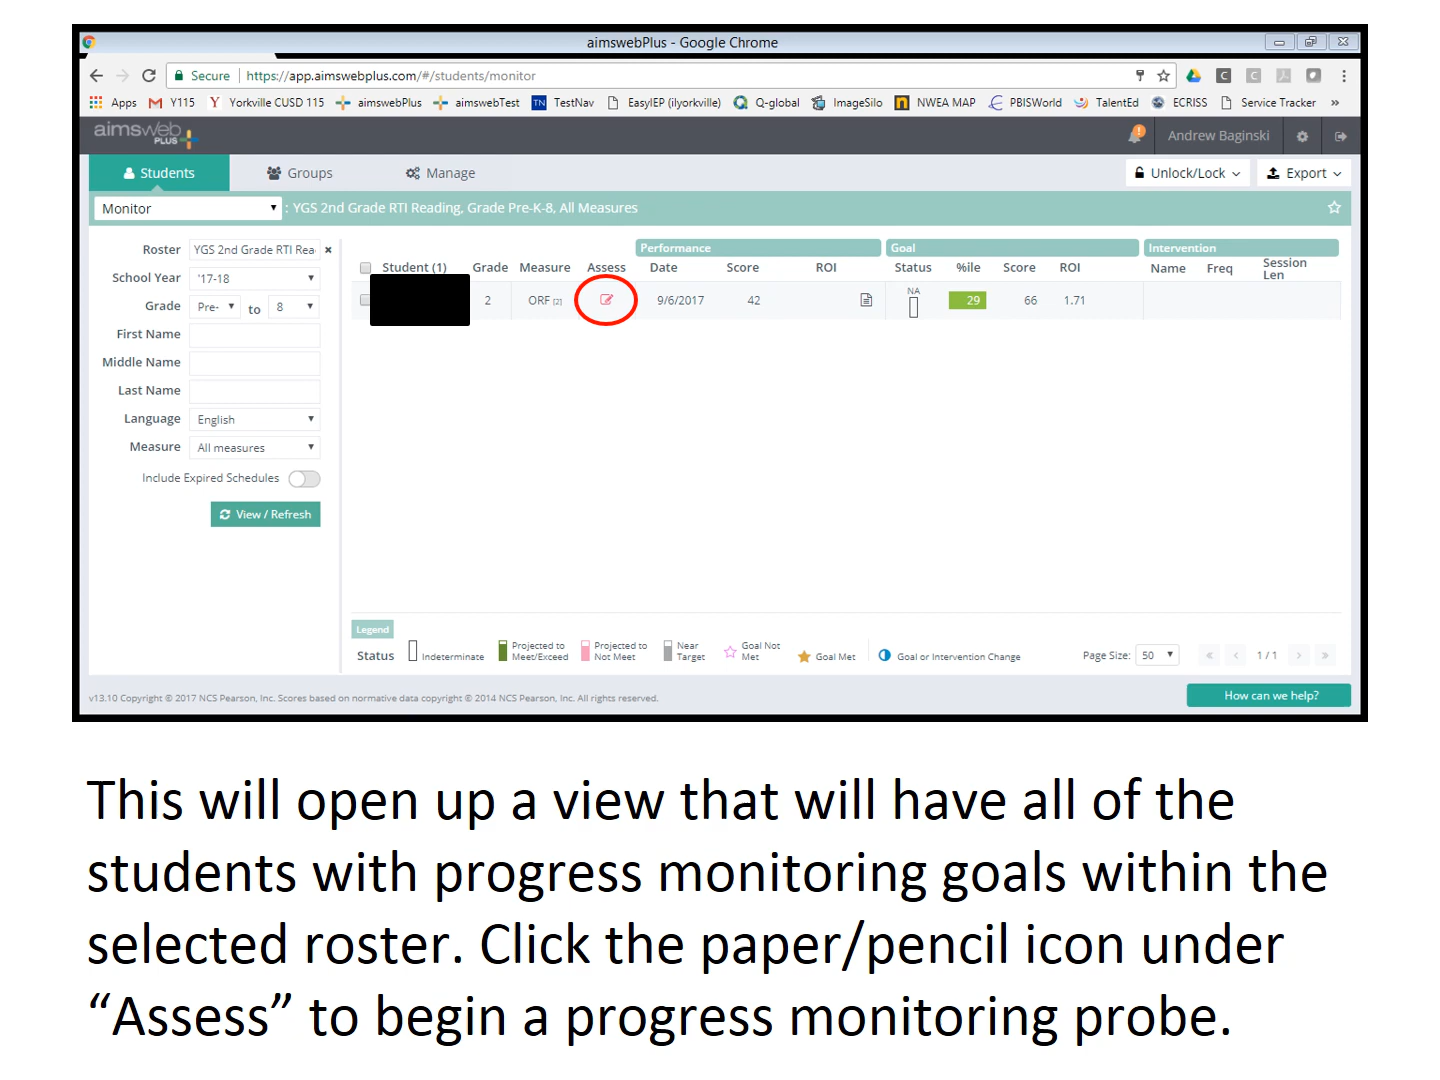 aimswebPlus - Google Chrome
Secure https://app.aimswebplus.com/#/students/monitor
Apps Y115 Yorkville CUSD 115 aimswebPlus aimswebTest TN TestNav EasyIEP (ilyorkville) Q-global ImageSilo NWEA MAP PBISWorld TalentEd ECRISS Service Tracker »
aimsweb PLUS Andrew Baginski
Students Groups Manage Unlock/Lock Export
Monitor : YGS 2nd Grade RTI Reading, Grade Pre-K-8, All Measures
Roster YGS 2nd Grade RTI Rea
School Year '17-18
Grade Pre- to 8
First Name
Middle Name
Last Name
Language English
Measure All measures
Include Expired Schedules
View / Refresh
Performance Goal Intervention
Student (1) Grade Measure Assess Date Score ROI Status %ile Score ROI Name Freq Session Len
2 ORF [2] 9/6/2017 42 NA 29 66 1.71
Legend
Status Indeterminate Projected to Meet/Exceed Projected to Not Meet Near Target Goal Not Met Goal Met Goal or Intervention Change
Page Size: 50 « ‹ 1 / 1 › »
v13.10 Copyright © 2017 NCS Pearson, Inc. Scores based on normative data copyright © 2014 NCS Pearson, Inc. All rights reserved.
How can we help?
This will open up a view that will have all of the
students with progress monitoring goals within the
selected roster. Click the paper/pencil icon under
“Assess” to begin a progress monitoring probe.